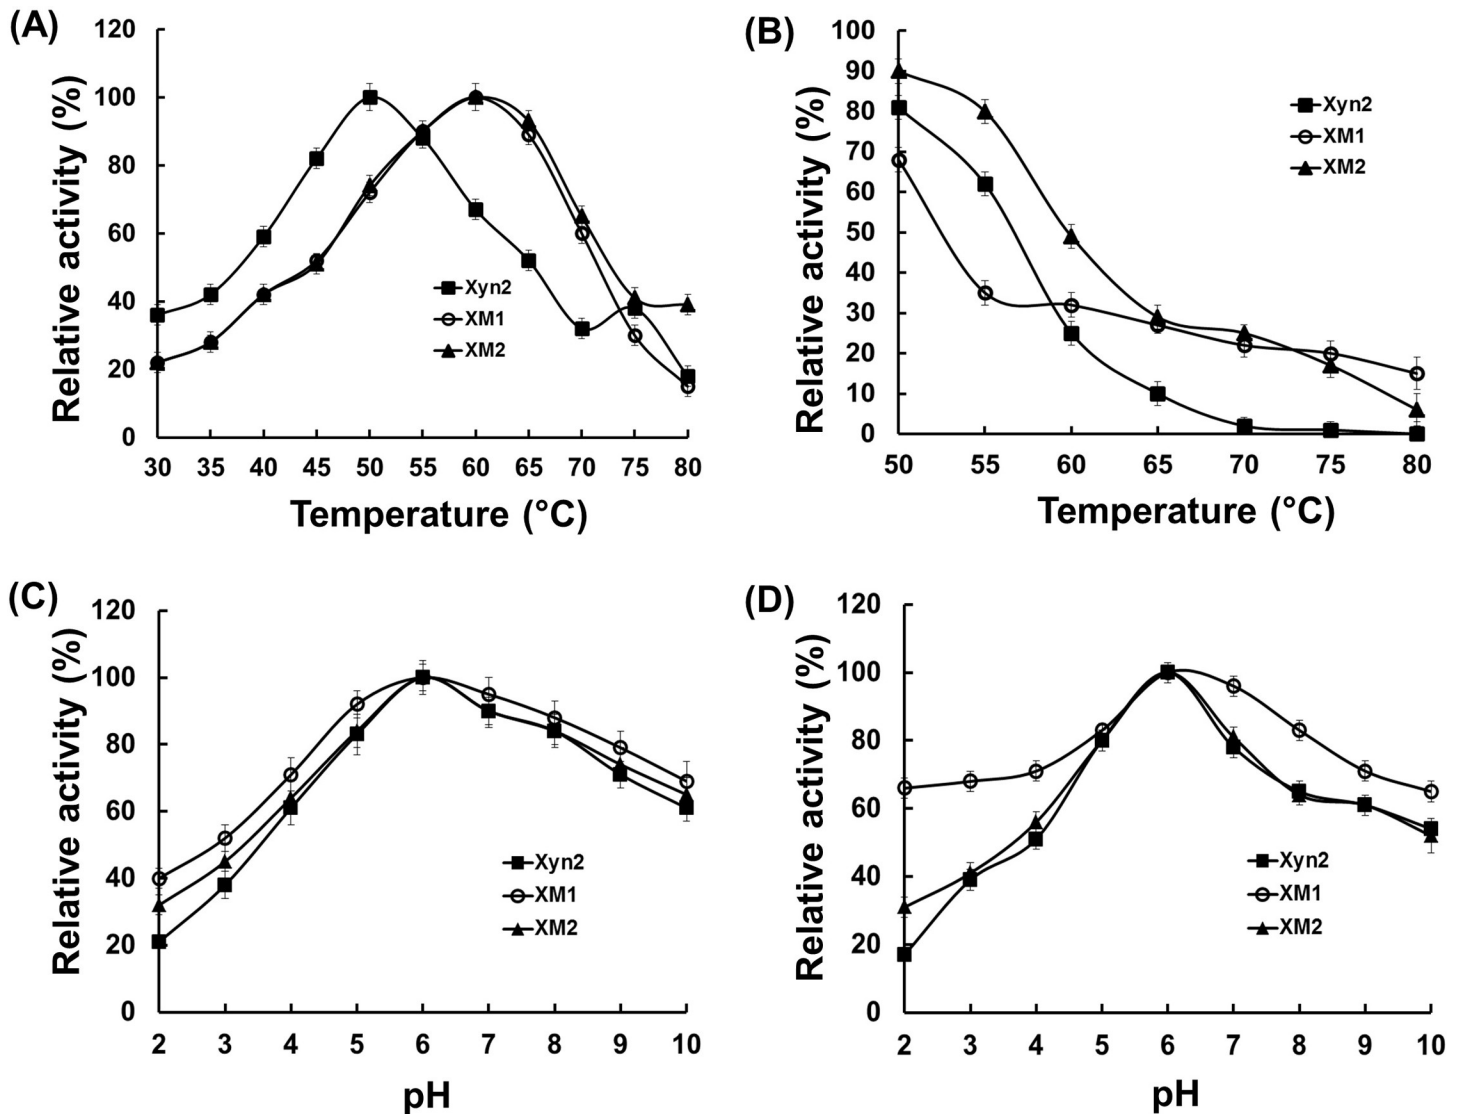 (A)
120
100
80
60
40
20
0
Relative activity (%)
Xyn2
XM1
XM2
30 35 40 45 50 55 60 65 70 75 80
Temperature (°C)
(B)
100
90
80
70
60
50
40
30
20
10
0
Relative activity (%)
Xyn2
XM1
XM2
50 55 60 65 70 75 80
Temperature (°C)
(C)
120
100
80
60
40
20
0
Relative activity (%)
Xyn2
XM1
XM2
2 3 4 5 6 7 8 9 10
pH
(D)
120
100
80
60
40
20
0
Relative activity (%)
Xyn2
XM1
XM2
2 3 4 5 6 7 8 9 10
pH